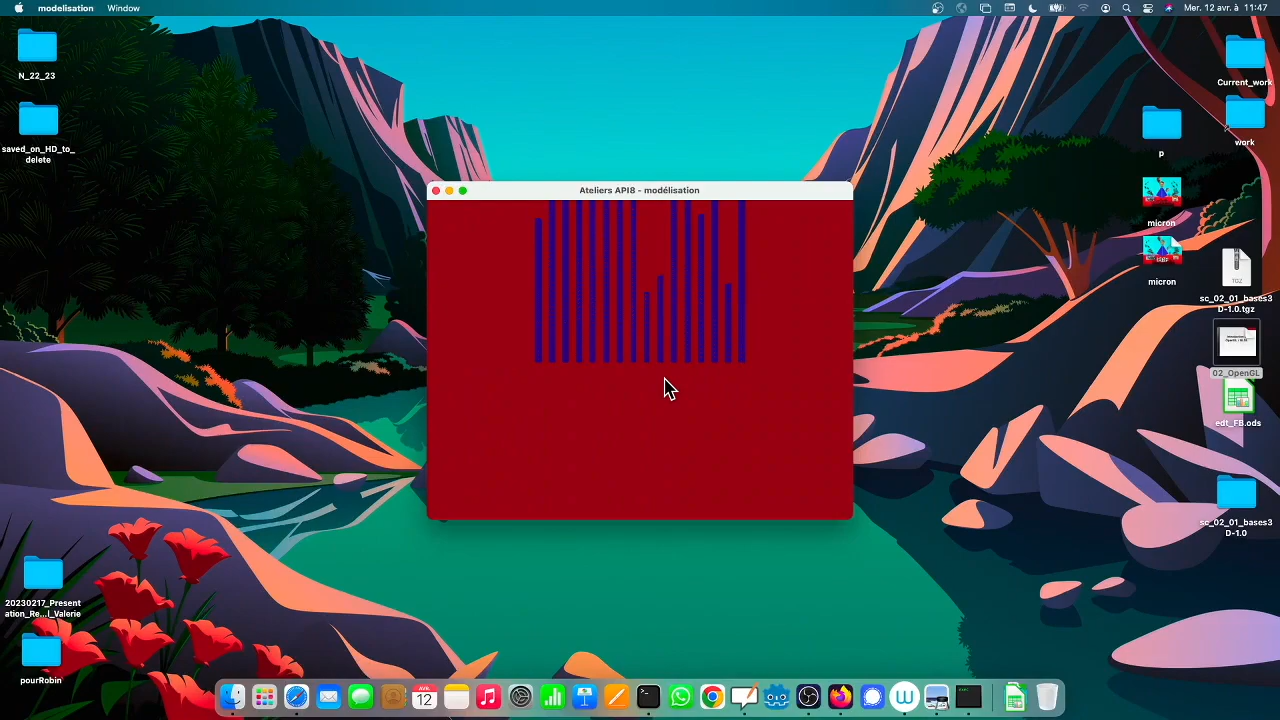 modelisation Window
Mer. 12 avr. à 11:47
N_22_23
saved_on_HD_to_
delete
Current_work
work
p
micron
micron
Ateliers API8 - modélisation
sc_02_01_bases3
D-1.0.tgz
02_OpenGL
edt_FB.ods
sc_02_01_bases3
D-1.0
20230217_Present
ation_Re...l_Valerie
pourRobin
12